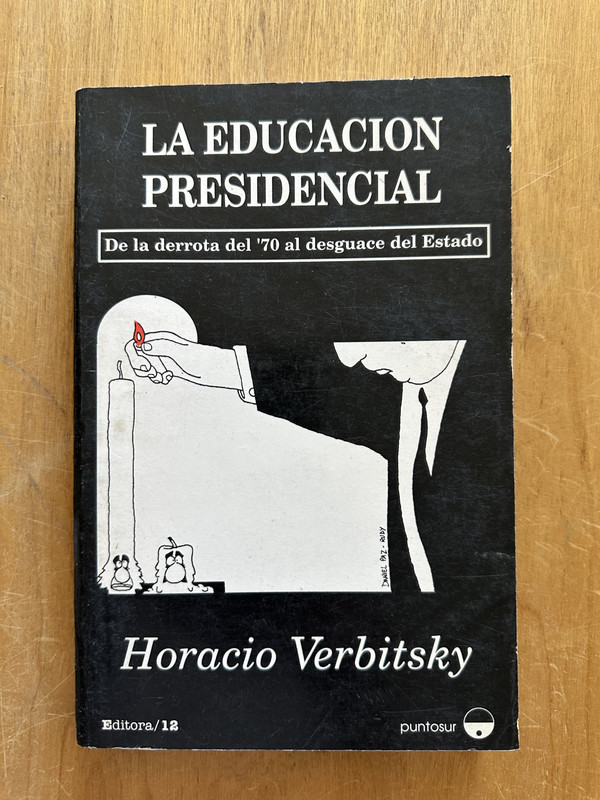 LA EDUCACION
PRESIDENCIAL
De la derrota del '70 al desguace del Estado
DANIEL PAZ - RUDY
Horacio Verbitsky
Editora/12
puntosur